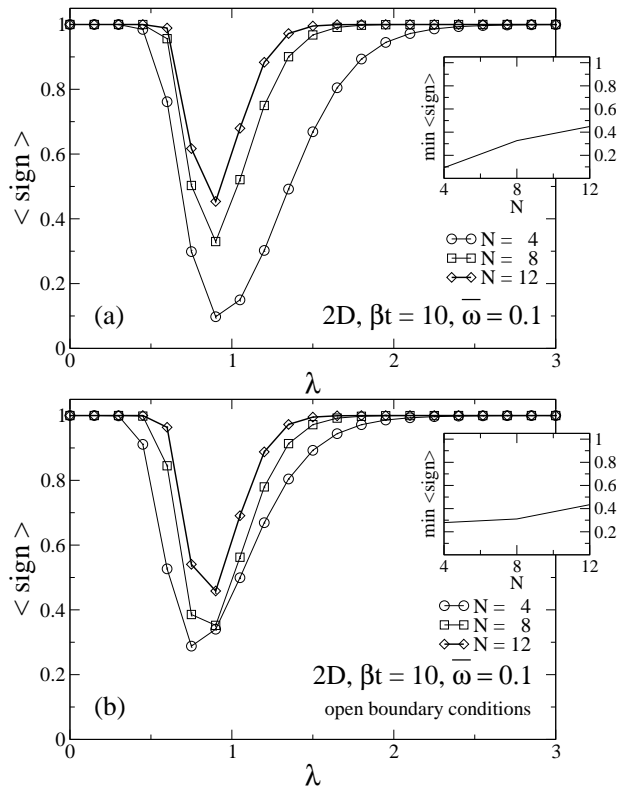 1
0.8
0.6
0.4
0.2
0
< sign >
0
1
2
3
λ
(a)
1
0.8
0.6
0.4
0.2
min <sign>
4
8
12
N
N = 4
N = 8
N = 12
2D, βt = 10, ω̅ = 0.1
1
0.8
0.6
0.4
0.2
0
< sign >
0
1
2
3
λ
(b)
1
0.8
0.6
0.4
0.2
min <sign>
4
8
12
N
N = 4
N = 8
N = 12
2D, βt = 10, ω̅ = 0.1
open boundary conditions